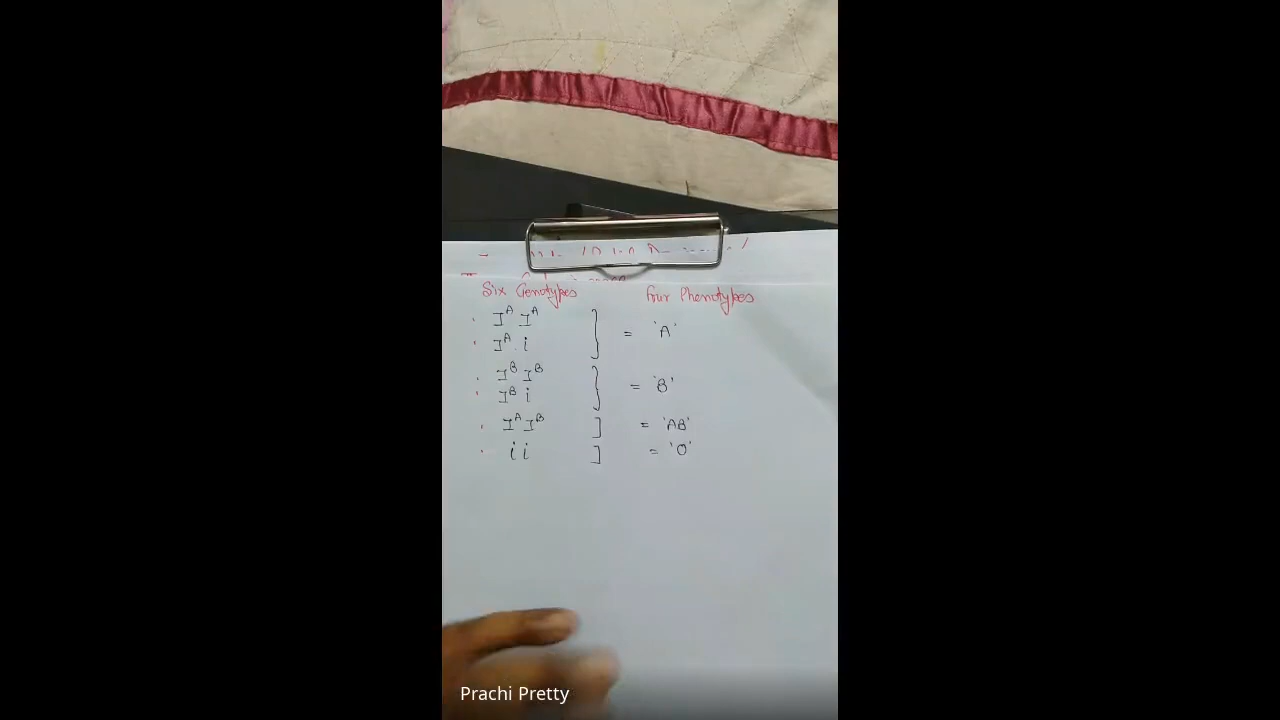 Six Genotypes Four Phenotypes
I^A I^A
I^A i } = 'A'
I^B I^B
I^B i } = 'B'
I^A I^B ] = 'AB'
i i ] = 'O'
Prachi Pretty